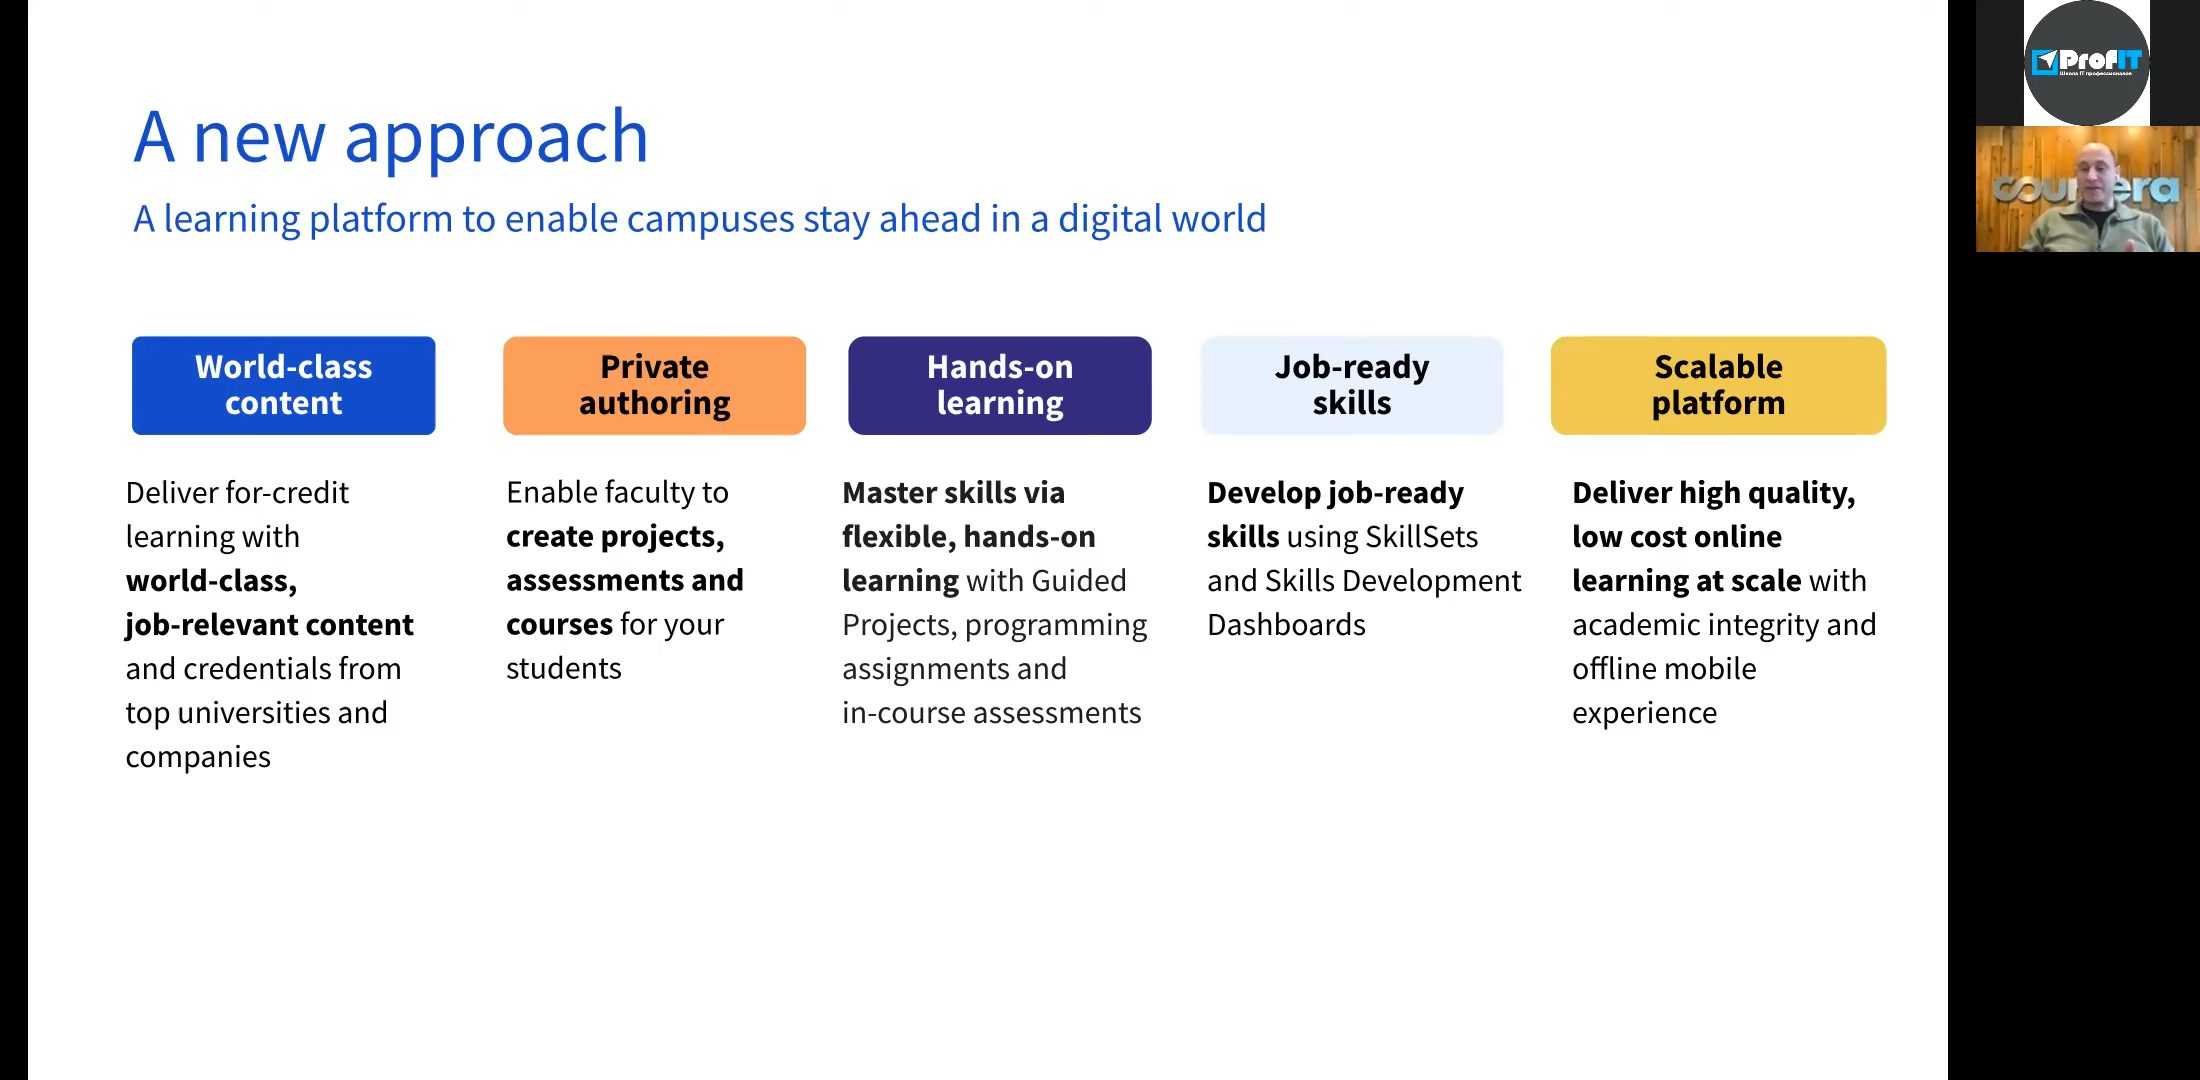 A new approach
A learning platform to enable campuses stay ahead in a digital world
World-class
content
Deliver for-credit
learning with
world-class,
job-relevant content
and credentials from
top universities and
companies
Private
authoring
Enable faculty to
create projects,
assessments and
courses for your
students
Hands-on
learning
Master skills via
flexible, hands-on
learning with Guided
Projects, programming
assignments and
in-course assessments
Job-ready
skills
Develop job-ready
skills using SkillSets
and Skills Development
Dashboards
Scalable
platform
Deliver high quality,
low cost online
learning at scale with
academic integrity and
offline mobile
experience
ProfIT
Школа IT профессионалов